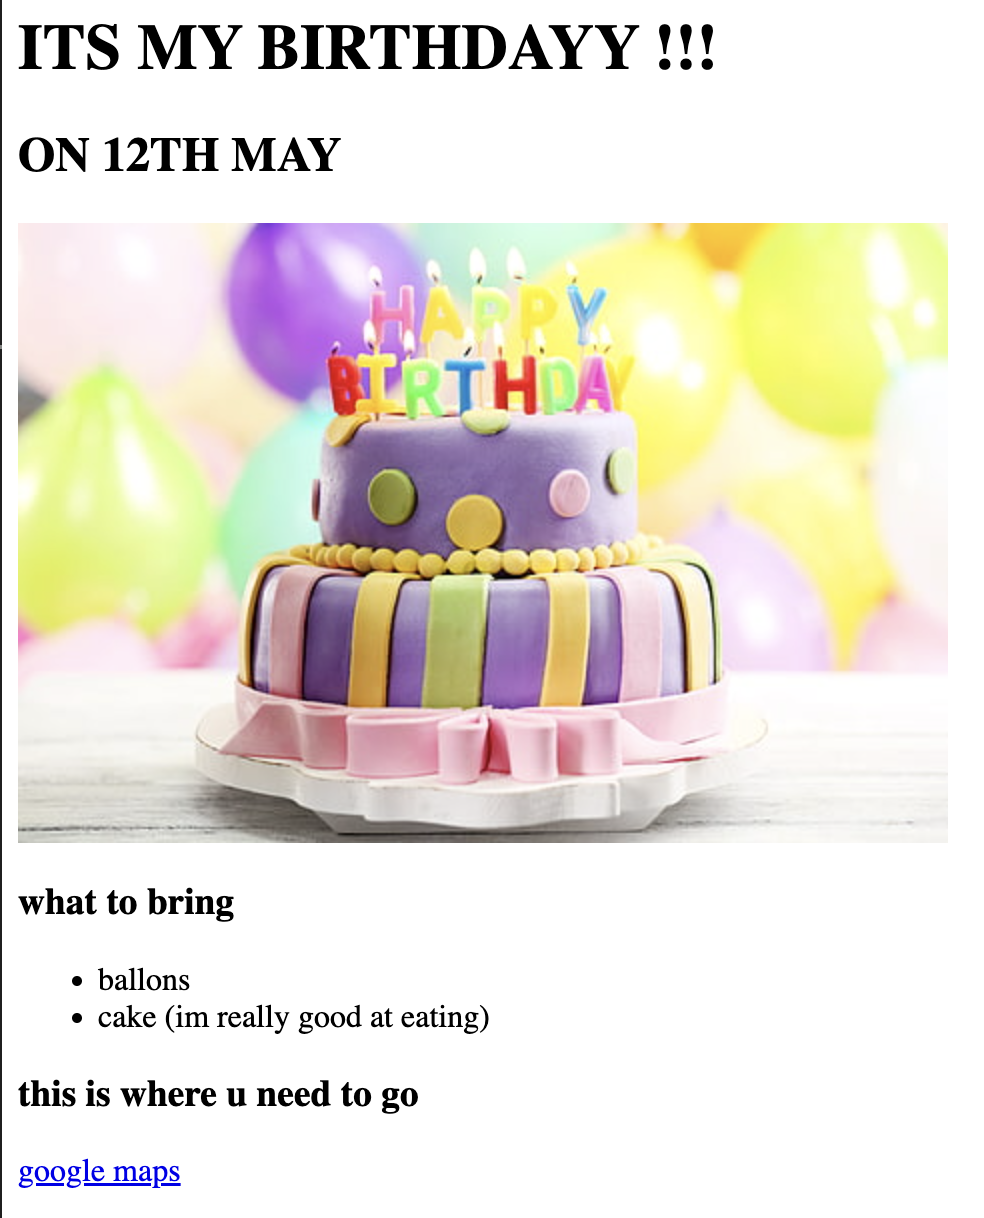 ITS MY BIRTHDAYY !!!
ON 12TH MAY
HAPPY
BIRTHDAY
what to bring
ballons
cake (im really good at eating)
this is where u need to go
google maps